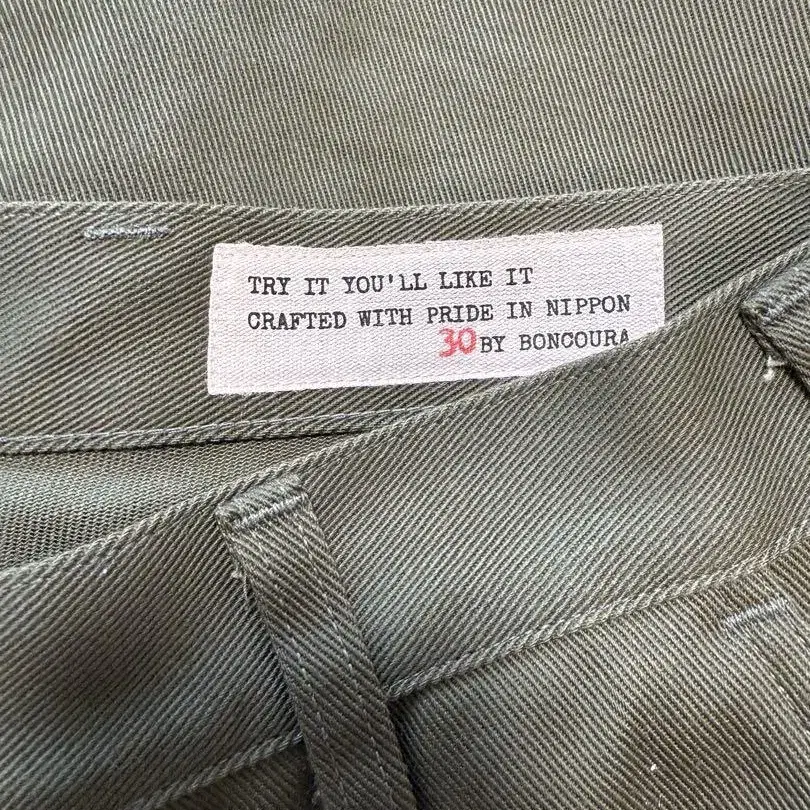 TRY IT YOU'LL LIKE IT
CRAFTED WITH PRIDE IN NIPPON
30 BY BONCOURA